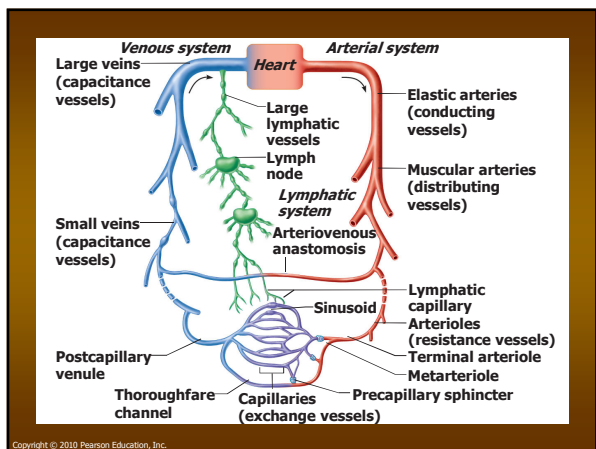 Venous system
Arterial system
Large veins
(capacitance
vessels)
Heart
Elastic arteries
(conducting
vessels)
Large
lymphatic
vessels
Lymph
node
Muscular arteries
(distributing
vessels)
Lymphatic
system
Small veins
(capacitance
vessels)
Arteriovenous
anastomosis
Lymphatic
capillary
Sinusoid
Arterioles
(resistance vessels)
Postcapillary
venule
Terminal arteriole
Metarteriole
Thoroughfare
channel
Capillaries
(exchange vessels)
Precapillary sphincter
Copyright © 2010 Pearson Education, Inc.